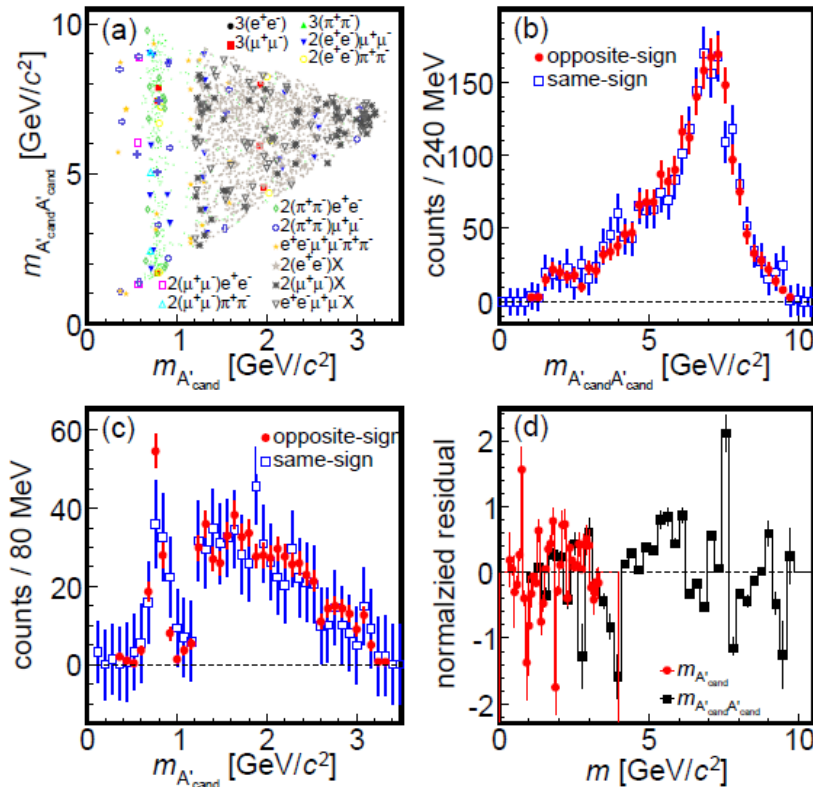 (a)
3(e⁺e⁻)
3(μ⁺μ⁻)
3(π⁺π⁻)
2(e⁺e⁻)μ⁺μ⁻
2(e⁺e⁻)π⁺π⁻
2(π⁺π⁻)e⁺e⁻
2(π⁺π⁻)μ⁺μ⁻
e⁺e⁻μ⁺μ⁻π⁺π⁻
2(e⁺e⁻)X
2(μ⁺μ⁻)e⁺e⁻
2(μ⁺μ⁻)X
2(μ⁺μ⁻)π⁺π⁻
e⁺e⁻μ⁺μ⁻X
m_A'candA'cand [GeV/c²]
10
5
0
0 1 2 3
m_A'cand [GeV/c²]
(b)
opposite-sign
same-sign
counts / 240 MeV
150
100
50
0
0 5 10
m_A'candA'cand [GeV/c²]
(c)
opposite-sign
same-sign
counts / 80 MeV
60
40
20
0
0 1 2 3
m_A'cand [GeV/c²]
(d)
normalzied residual
2
1
0
-1
-2
m_A'cand
m_A'candA'cand
0 5 10
m [GeV/c²]